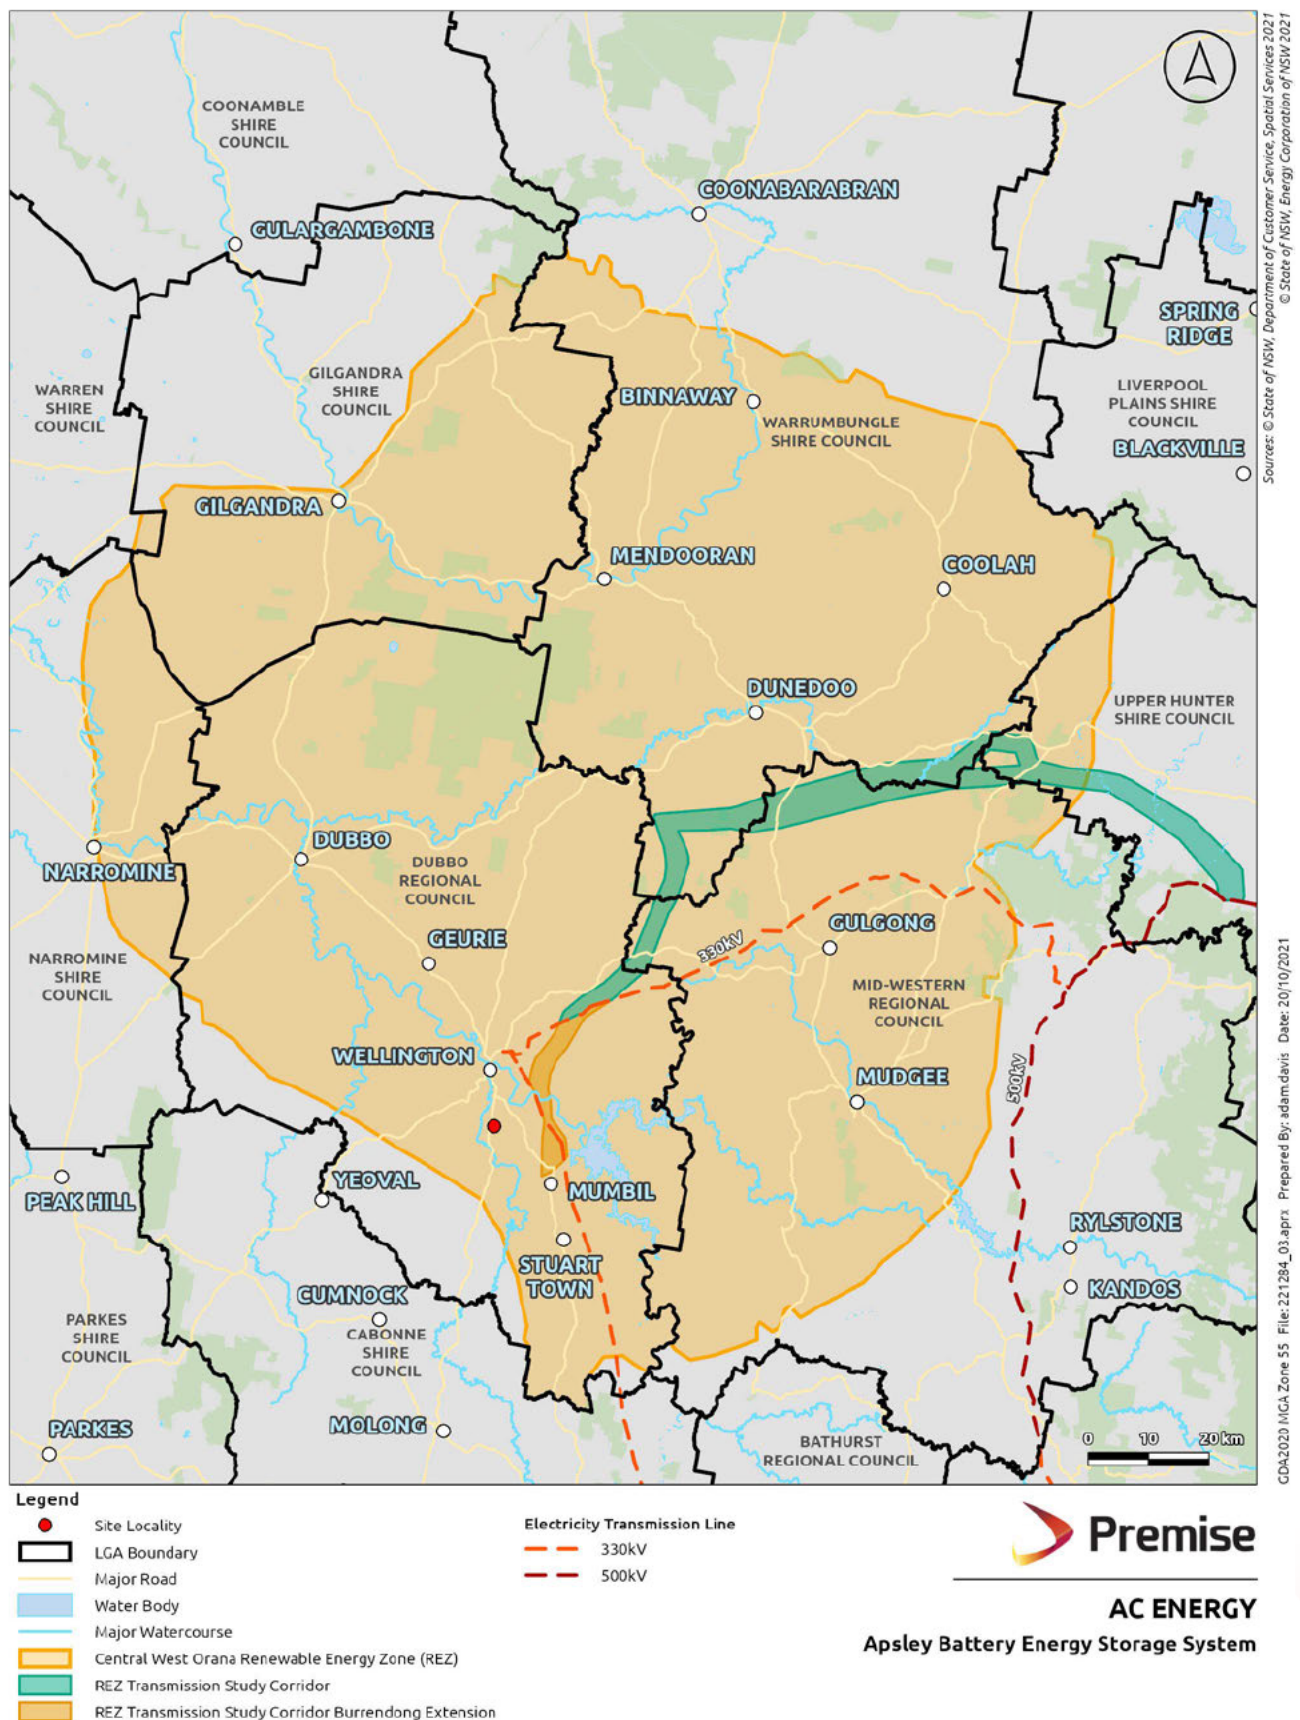 COONAMBLE
SHIRE
COUNCIL
COONABARABRAN
GULARGAMBONE
SPRING
RIDGE
GILGANDRA
SHIRE
COUNCIL
WARREN
SHIRE
COUNCIL
BINNAWAY
LIVERPOOL
PLAINS SHIRE
COUNCIL
WARRUMBUNGLE
SHIRE COUNCIL
BLACKVILLE
GILGANDRA
MENDOORAN
COOLAH
DUNEDOO
UPPER HUNTER
SHIRE COUNCIL
DUBBO
NARROMINE
DUBBO
REGIONAL
COUNCIL
GULGONG
GEURIE
330kV
NARROMINE
SHIRE
COUNCIL
MID-WESTERN
REGIONAL
COUNCIL
WELLINGTON
MUDGEE
500kV
YEOVAL
MUMBIL
PEAK HILL
RYLSTONE
STUART
TOWN
KANDOS
CUMNOCK
PARKES
SHIRE
COUNCIL
CABONNE
SHIRE
COUNCIL
MOLONG
PARKES
BATHURST
REGIONAL COUNCIL
0 10 20 km
Sources: © State of NSW, Department of Customer Service, Spatial Services 2021
© State of NSW, Energy Corporation of NSW 2021
GDA2020 MGA Zone 55 File: 221284_03.aprx Prepared By: adam.davis Date: 20/10/2021
Legend
Site Locality
LGA Boundary
Major Road
Water Body
Major Watercourse
Central West Orana Renewable Energy Zone (REZ)
REZ Transmission Study Corridor
REZ Transmission Study Corridor Burrendong Extension
Electricity Transmission Line
330kV
500kV
Premise
AC ENERGY
Apsley Battery Energy Storage System